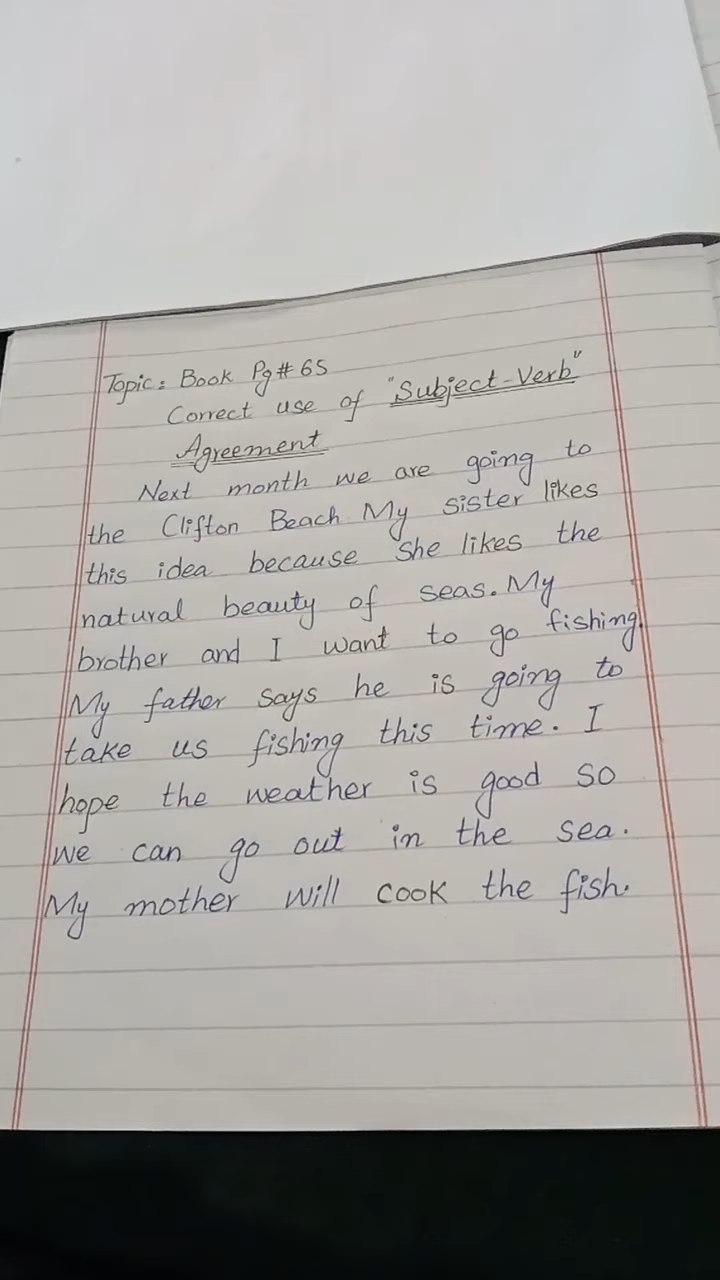 Topic: Book Pg# 65
Correct use of "Subject-Verb"
Agreement
Next month we are going to
the Clifton Beach My sister likes
this idea because She likes the
natural beauty of seas. My
brother and I want to go fishing.
My father says he is going to
take us fishing this time. I
hope the weather is good so
we can go out in the sea.
My mother will cook the fish.